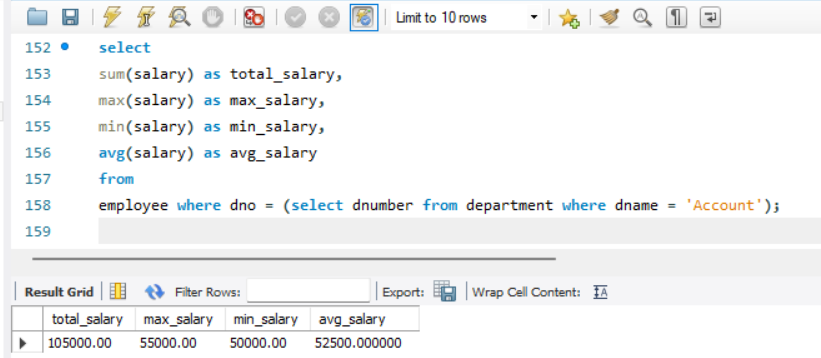 Limit to 10 rows
152 select
153 sum(salary) as total_salary,
154 max(salary) as max_salary,
155 min(salary) as min_salary,
156 avg(salary) as avg_salary
157 from
158 employee where dno = (select dnumber from department where dname = 'Account');
159
Result Grid Filter Rows: Export: Wrap Cell Content: IA
total_salary max_salary min_salary avg_salary
105000.00 55000.00 50000.00 52500.000000